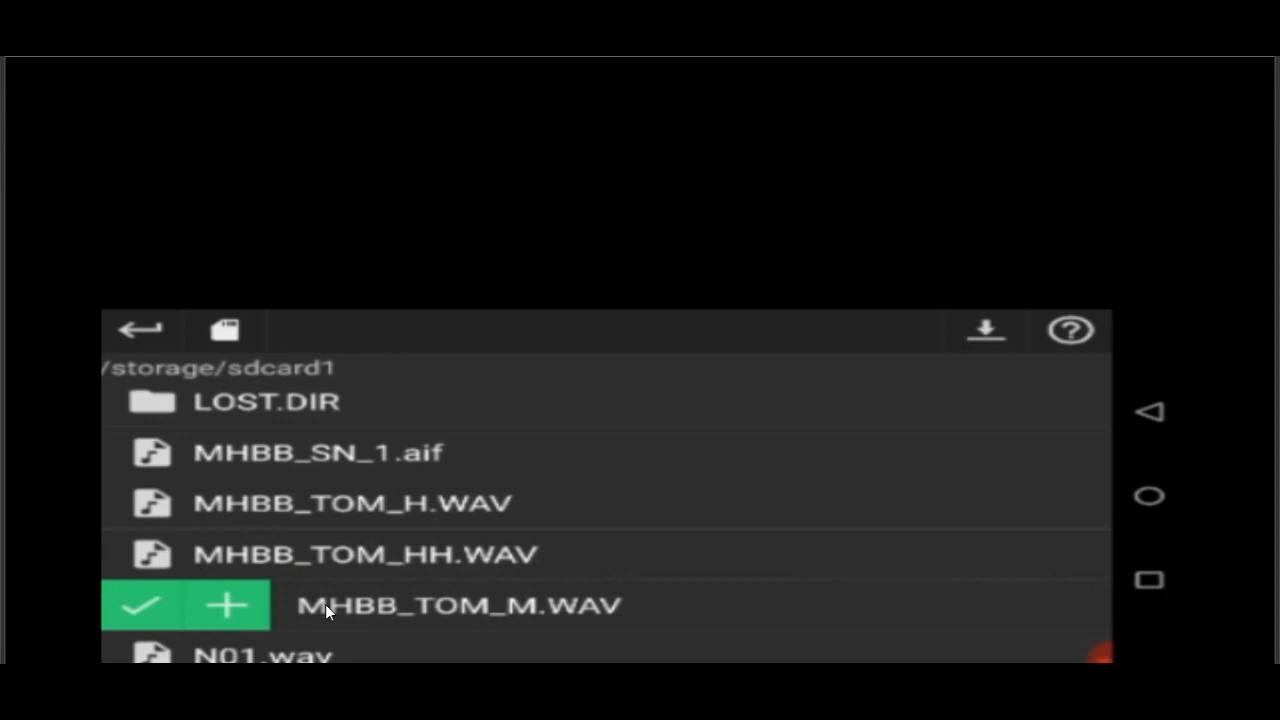 /storage/sdcard1
LOST.DIR
MHBB_SN_1.aif
MHBB_TOM_H.WAV
MHBB_TOM_HH.WAV
MHBB_TOM_M.WAV
N01.wav